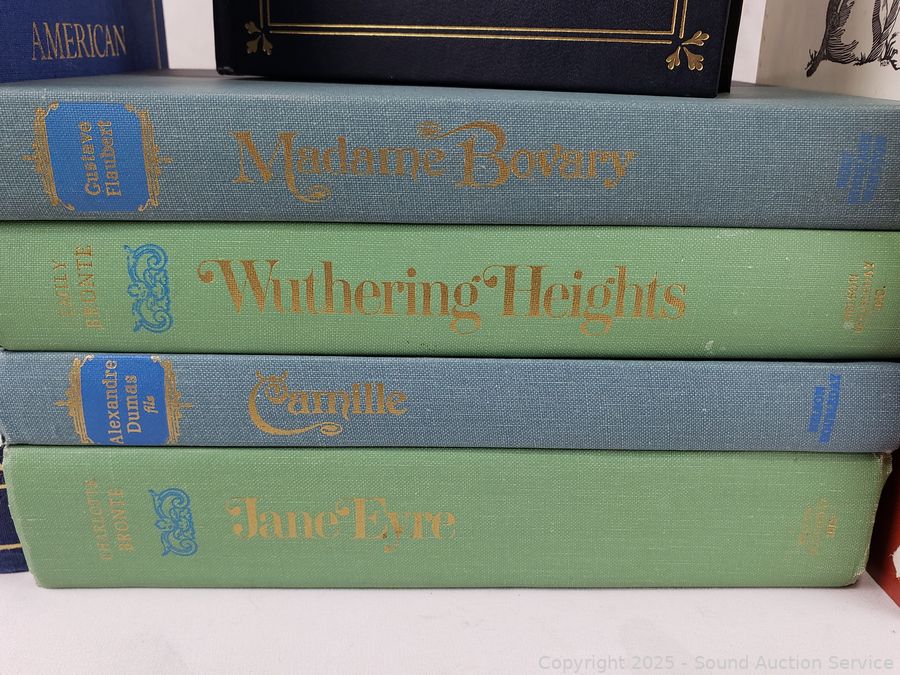 AMERICAN
Gustave
Flaubert
Madame Bovary
EMILY
BRONTE
Wuthering Heights
Alexandre
Dumas
fils
Camille
CHARLOTTE
BRONTE
Jane Eyre
Copyright 2025 - Sound Auction Service